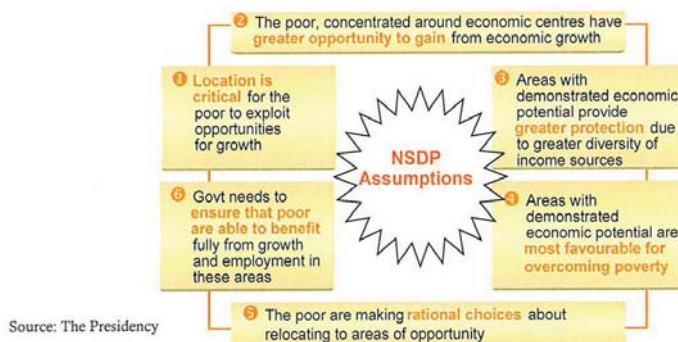 2 The poor, concentrated around economic centres have
greater opportunity to gain from economic growth
1 Location is
critical for the
poor to exploit
opportunities
for growth
3 Areas with
demonstrated economic
potential provide
greater protection due
to greater diversity of
income sources
NSDP
Assumptions
6 Govt needs to
ensure that poor
are able to benefit
fully from growth
and employment in
these areas
4 Areas with
demonstrated
economic potential are
most favourable for
overcoming poverty
5 The poor are making rational choices about
relocating to areas of opportunity
Source: The Presidency